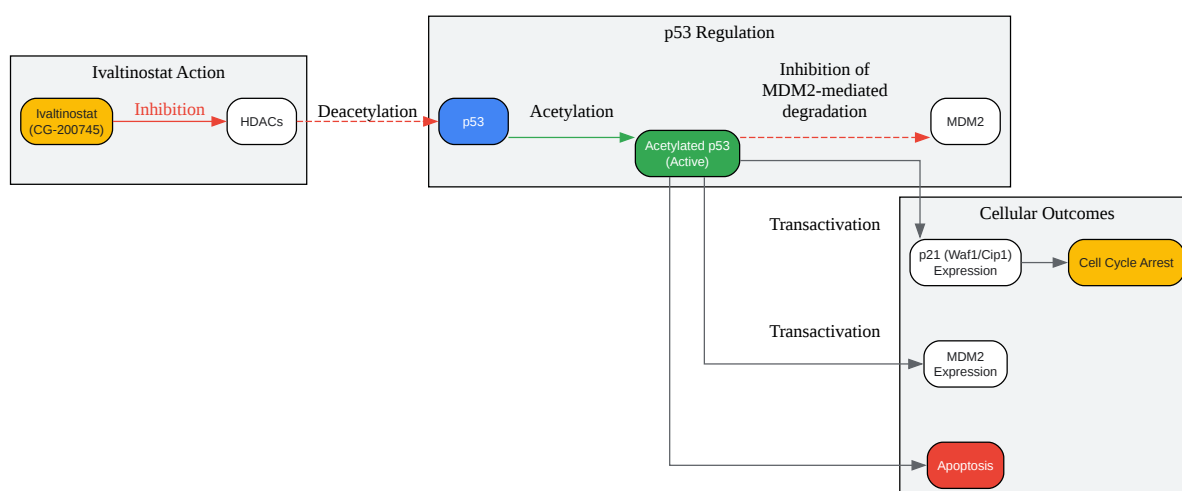 p53 Regulation
Ivaltinostat Action
Ivaltinostat
(CG-200745)
Inhibition
HDACs
Deacetylation
p53
Acetylation
Acetylated p53
(Active)
Inhibition of
MDM2-mediated
degradation
MDM2
Cellular Outcomes
Transactivation
p21 (Waf1/Cip1)
Expression
Cell Cycle Arrest
Transactivation
MDM2
Expression
Apoptosis